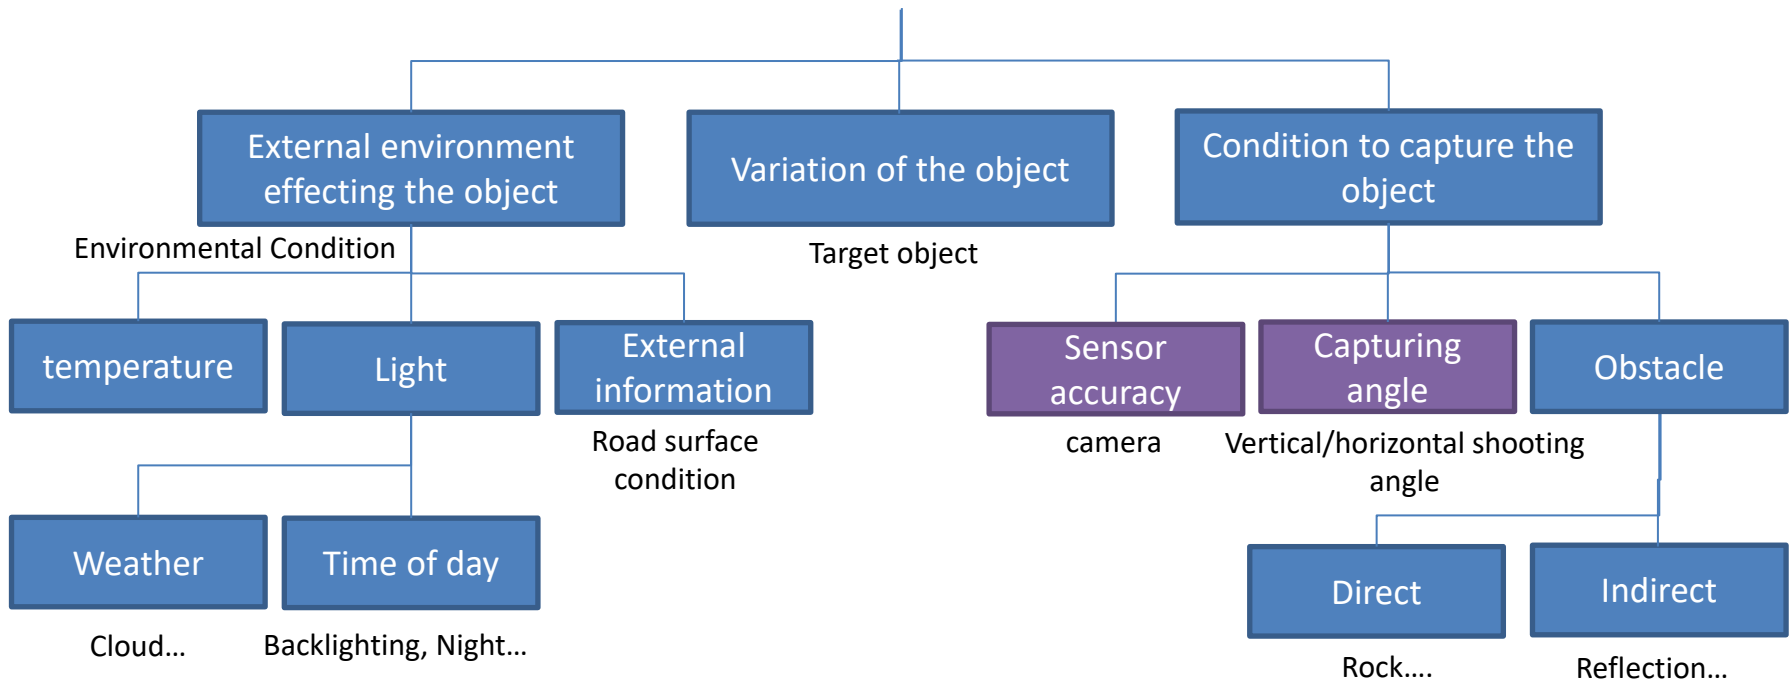 External environment
effecting the object
Variation of the object
Condition to capture the
object
Environmental Condition
Target object
temperature
Light
External
information
Sensor
accuracy
Capturing
angle
Obstacle
Road surface
condition
camera
Vertical/horizontal shooting
angle
Weather
Time of day
Direct
Indirect
Cloud...
Backlighting, Night...
Rock....
Reflection...